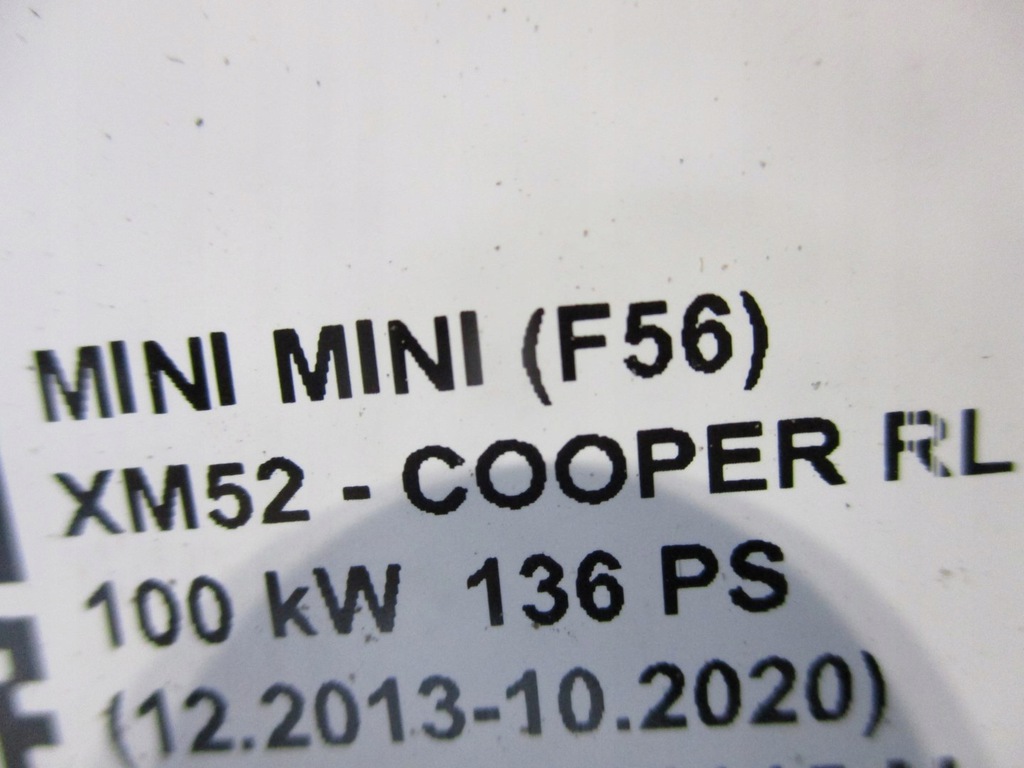 MINI MINI (F56)
XM52 - COOPER RL
100 kW 136 PS
(12.2013-10.2020)